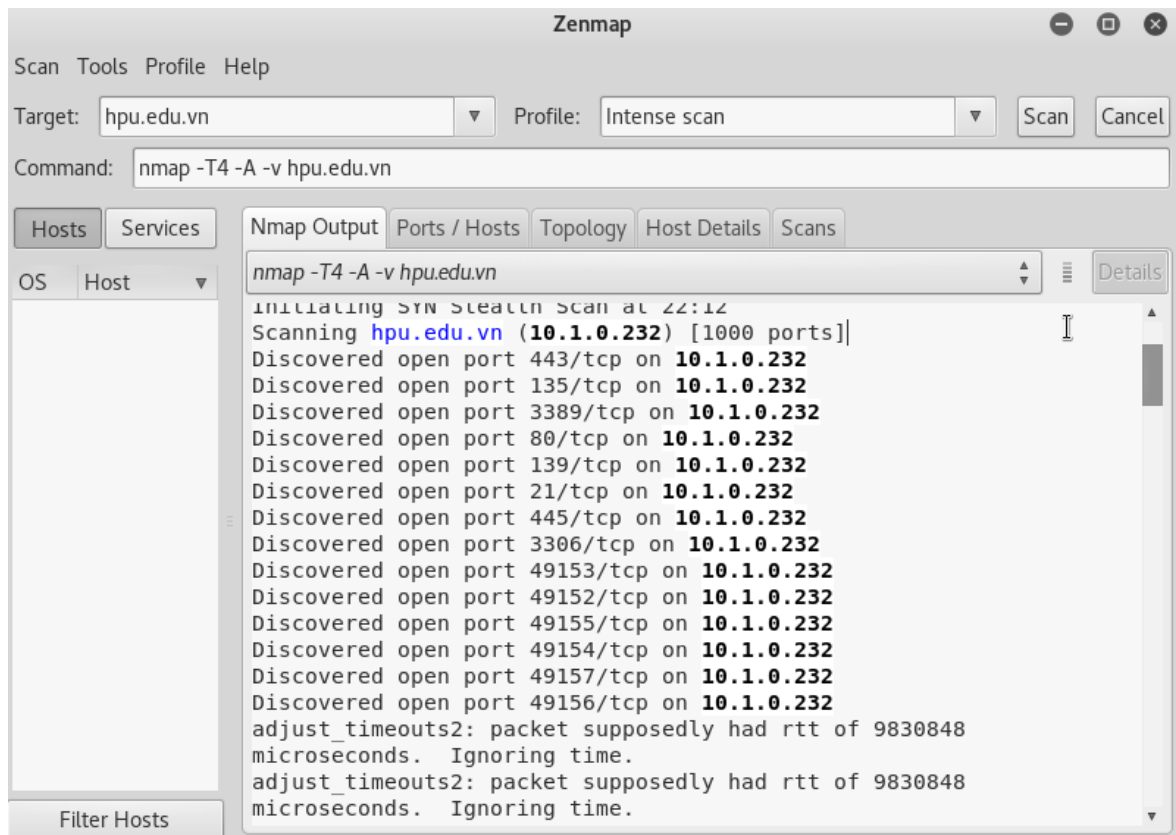 Zenmap
Scan Tools Profile Help
Target: hpu.edu.vn Profile: Intense scan Scan Cancel
Command: nmap -T4 -A -v hpu.edu.vn
Hosts Services
OS Host
Filter Hosts
Nmap Output Ports / Hosts Topology Host Details Scans
nmap -T4 -A -v hpu.edu.vn Details
Initiating SYN Stealth Scan at 22:12
Scanning hpu.edu.vn (10.1.0.232) [1000 ports]
Discovered open port 443/tcp on 10.1.0.232
Discovered open port 135/tcp on 10.1.0.232
Discovered open port 3389/tcp on 10.1.0.232
Discovered open port 80/tcp on 10.1.0.232
Discovered open port 139/tcp on 10.1.0.232
Discovered open port 21/tcp on 10.1.0.232
Discovered open port 445/tcp on 10.1.0.232
Discovered open port 3306/tcp on 10.1.0.232
Discovered open port 49153/tcp on 10.1.0.232
Discovered open port 49152/tcp on 10.1.0.232
Discovered open port 49155/tcp on 10.1.0.232
Discovered open port 49154/tcp on 10.1.0.232
Discovered open port 49157/tcp on 10.1.0.232
Discovered open port 49156/tcp on 10.1.0.232
adjust_timeouts2: packet supposedly had rtt of 9830848
microseconds.  Ignoring time.
adjust_timeouts2: packet supposedly had rtt of 9830848
microseconds.  Ignoring time.